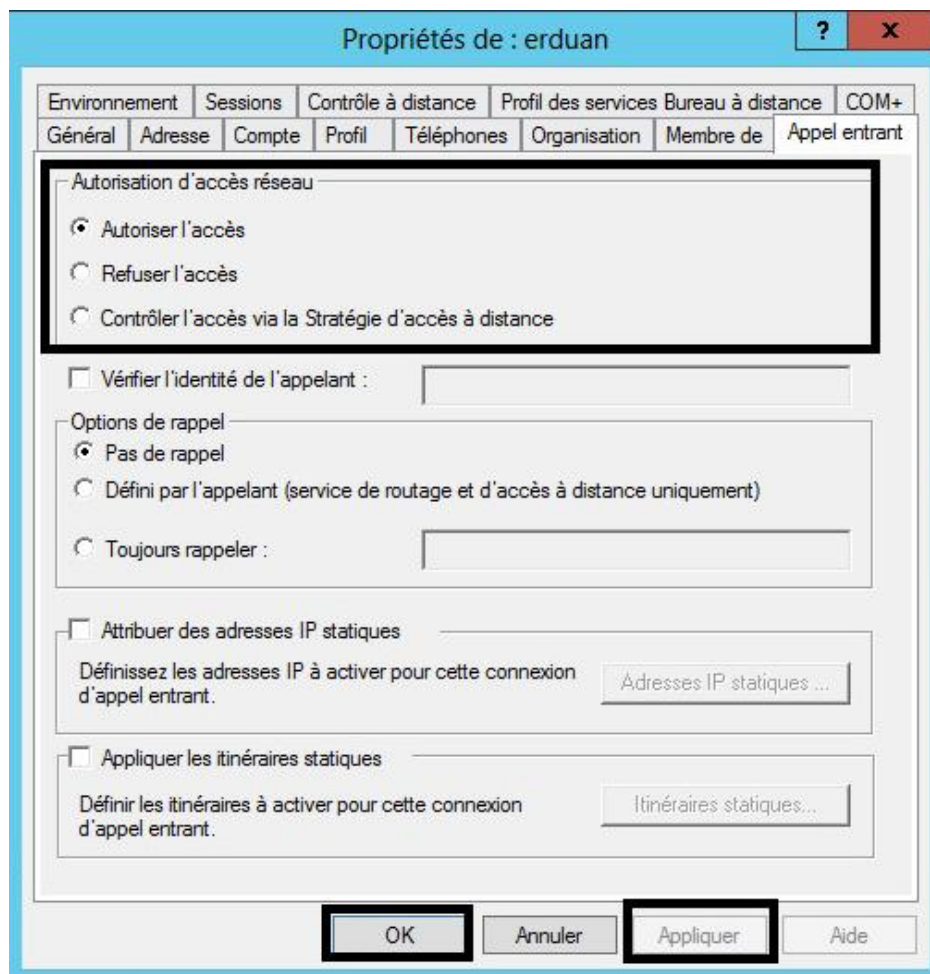 Propriétés de : erduan
?
x
Environnement Sessions Contrôle à distance Profil des services Bureau à distance COM+
Général Adresse Compte Profil Téléphones Organisation Membre de Appel entrant
Autorisation d'accès réseau
Autoriser l'accès
Refuser l'accès
Contrôler l'accès via la Stratégie d'accès à distance
Vérifier l'identité de l'appelant :
Options de rappel
Pas de rappel
Défini par l'appelant (service de routage et d'accès à distance uniquement)
Toujours rappeler :
Attribuer des adresses IP statiques
Définissez les adresses IP à activer pour cette connexion
d'appel entrant.
Adresses IP statiques ...
Appliquer les itinéraires statiques
Définir les itinéraires à activer pour cette connexion
d'appel entrant.
Itinéraires statiques...
OK Annuler Appliquer Aide